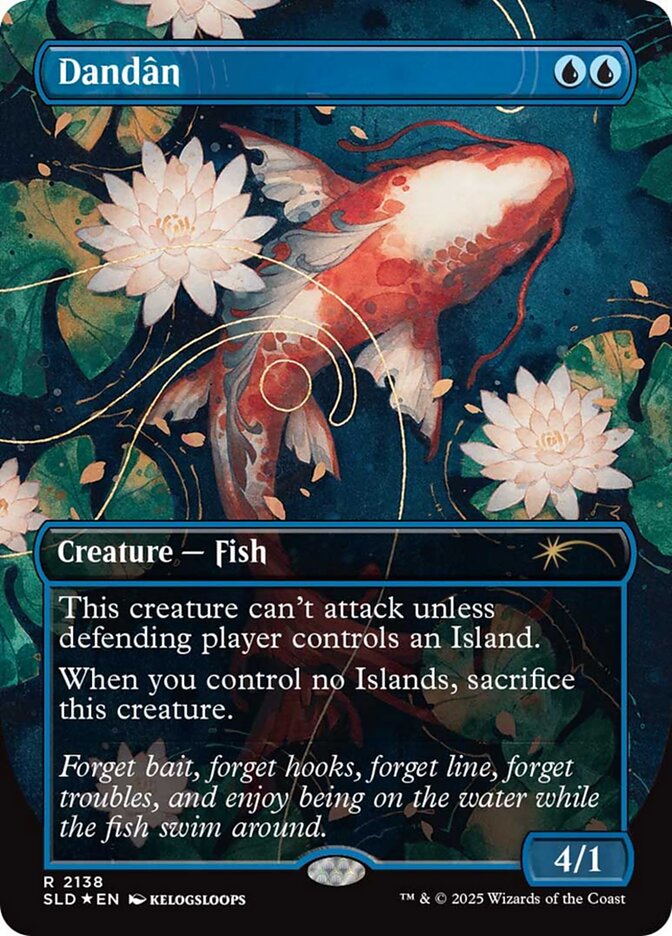 Dandân
Creature — Fish
This creature can't attack unless
defending player controls an Island.
When you control no Islands, sacrifice
this creature.
Forget bait, forget hooks, forget line, forget
troubles, and enjoy being on the water while
the fish swim around.
4/1
R 2138
SLD ★ EN KELOGSLOOPS
™ & © 2025 Wizards of the Coast